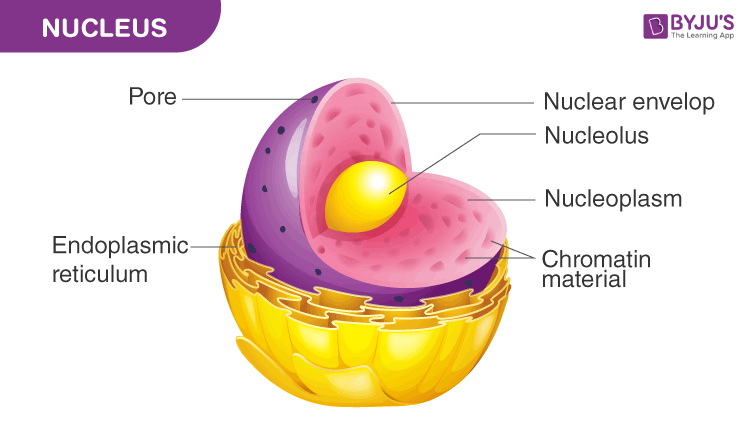 NUCLEUS
BYJU'S
The Learning App
Pore
Nuclear envelop
Nucleolus
Nucleoplasm
Endoplasmic
reticulum
Chromatin
material